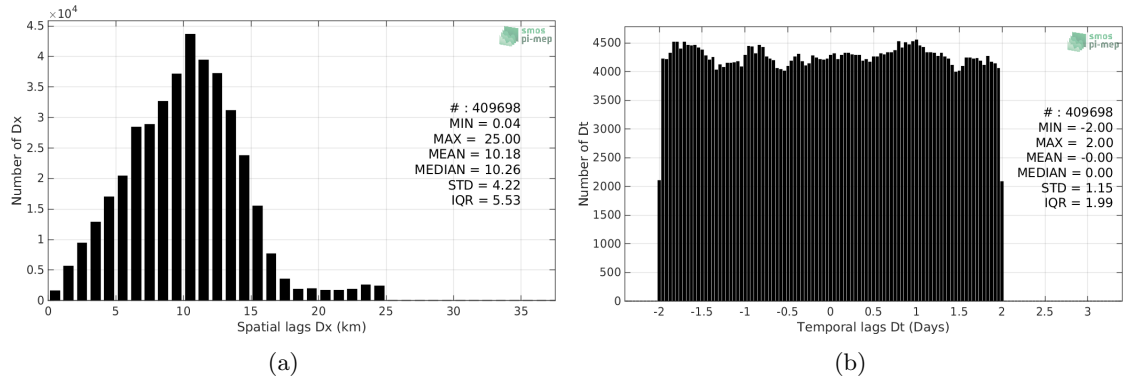 ×10⁴
4.5
4
3.5
3
2.5
2
1.5
1
0.5
0
Number of Dx
smos
pi-mep
# : 409698
MIN = 0.04
MAX = 25.00
MEAN = 10.18
MEDIAN = 10.26
STD = 4.22
IQR = 5.53
0 5 10 15 20 25 30 35
Spatial lags Dx (km)
(a)
4500
4000
3500
3000
2500
2000
1500
1000
500
0
Number of Dt
smos
pi-mep
# : 409698
MIN = -2.00
MAX = 2.00
MEAN = -0.00
MEDIAN = 0.00
STD = 1.15
IQR = 1.99
-2 -1.5 -1 -0.5 0 0.5 1 1.5 2 2.5 3
Temporal lags Dt (Days)
(b)